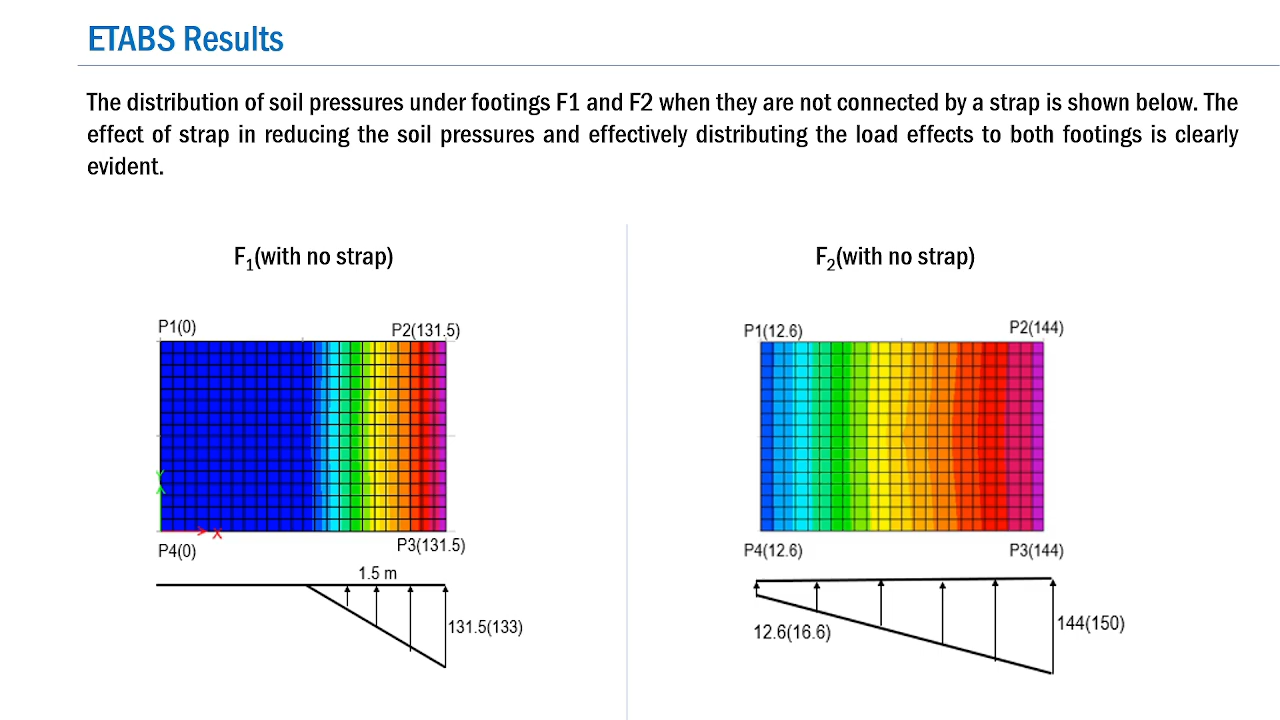 ETABS Results
The distribution of soil pressures under footings F1 and F2 when they are not connected by a strap is shown below. The
effect of strap in reducing the soil pressures and effectively distributing the load effects to both footings is clearly
evident.
F1(with no strap)
P1(0)
P2(131.5)
Y
X
P4(0)
P3(131.5)
1.5 m
131.5(133)
F2(with no strap)
P1(12.6)
P2(144)
P4(12.6)
P3(144)
12.6(16.6)
144(150)